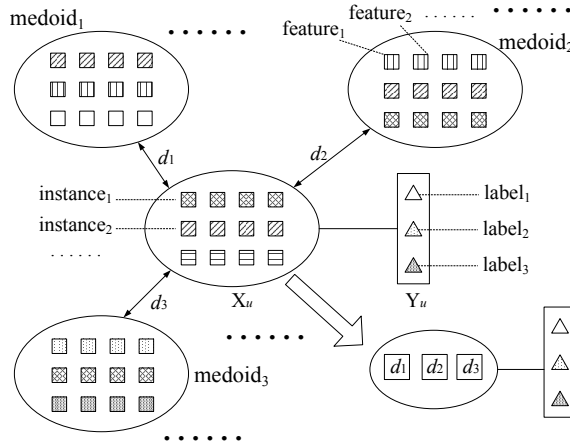 medoid1 . . . . . .
feature2 . . . . . . . . . . . .
feature1
medoid2
d1
d2
instance1
instance2
. . . . . .
label1
label2
label3
d3
Xu
Yu
. . . . . .
medoid3
d1 d2 d3
. . . . . .